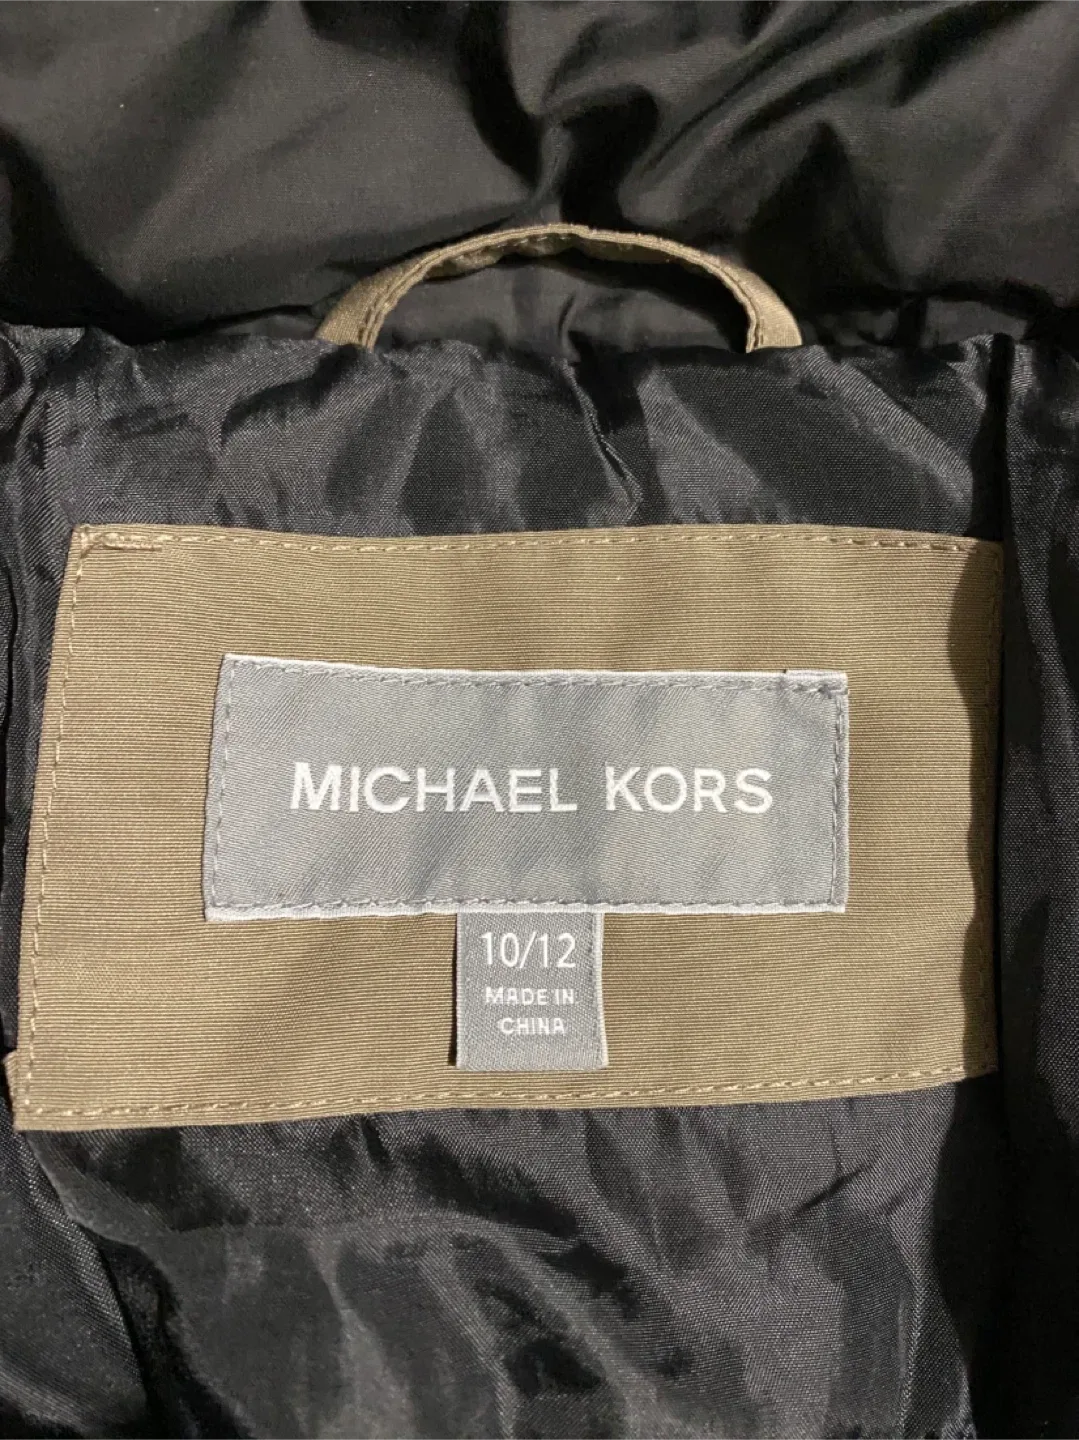 MICHAEL KORS
10/12
MADE IN
CHINA